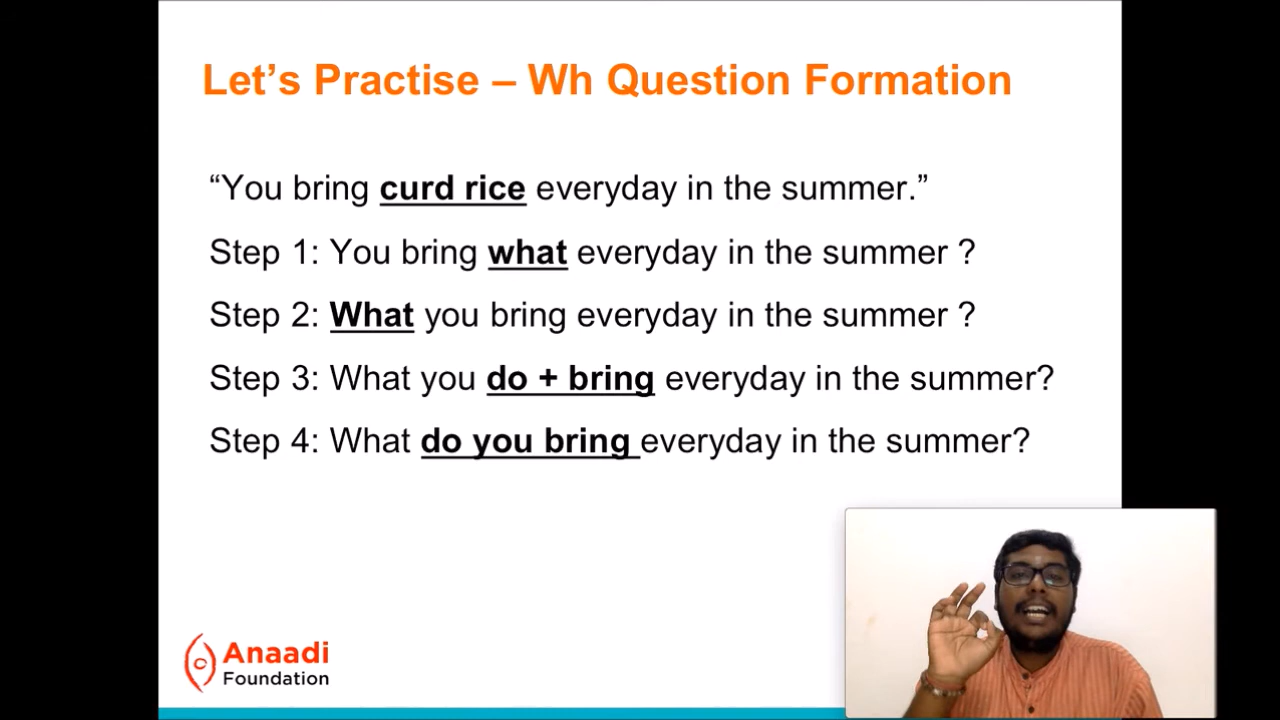 Let’s Practise – Wh Question Formation
“You bring curd rice everyday in the summer.”
Step 1: You bring what everyday in the summer ?
Step 2: What you bring everyday in the summer ?
Step 3: What you do + bring everyday in the summer?
Step 4: What do you bring everyday in the summer?
Anaadi
Foundation